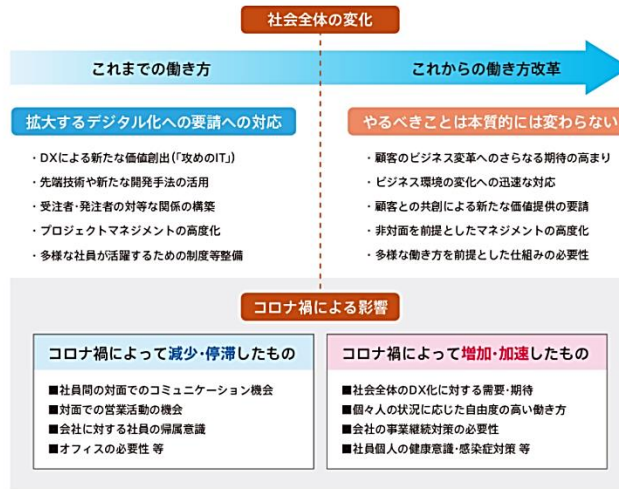 社会全体の変化
これまでの働き方
これからの働き方改革
拡大するデジタル化への要請への対応
・DXによる新たな価値創出(｢攻めのIT｣)
・先端技術や新たな開発手法の活用
・受注者・発注者の対等な関係の構築
・プロジェクトマネジメントの高度化
・多様な社員が活躍するための制度等整備
やるべきことは本質的には変わらない
・顧客のビジネス変革へのさらなる期待の高まり
・ビジネス環境の変化への迅速な対応
・顧客との共創による新たな価値提供の要請
・非対面を前提としたマネジメントの高度化
・多様な働き方を前提とした仕組みの必要性
コロナ禍による影響
コロナ禍によって減少・停滞したもの
■社員間の対面でのコミュニケーション機会
■対面での営業活動の機会
■会社に対する社員の帰属意識
■オフィスの必要性 等
コロナ禍によって増加・加速したもの
■社会全体のDX化に対する需要・期待
■個々人の状況に応じた自由度の高い働き方
■会社の事業継続対策の必要性
■社員個人の健康意識・感染症対策 等